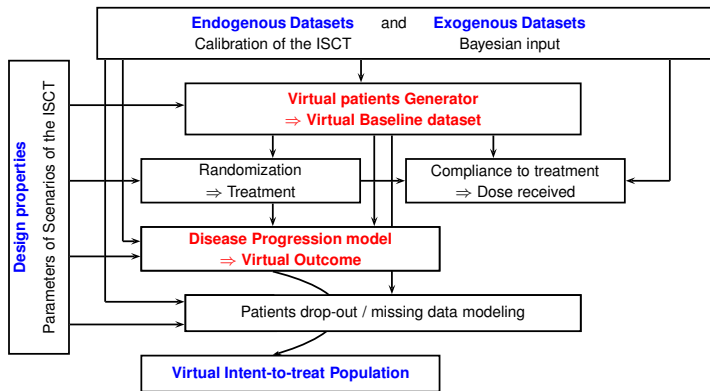 Endogenous Datasets and Exogenous Datasets
Calibration of the ISCT Bayesian input
Design properties
Parameters of Scenarios of the ISCT
Virtual patients Generator
⇒ Virtual Baseline dataset
Randomization
⇒ Treatment
Compliance to treatment
⇒ Dose received
Disease Progression model
⇒ Virtual Outcome
Patients drop-out / missing data modeling
Virtual Intent-to-treat Population